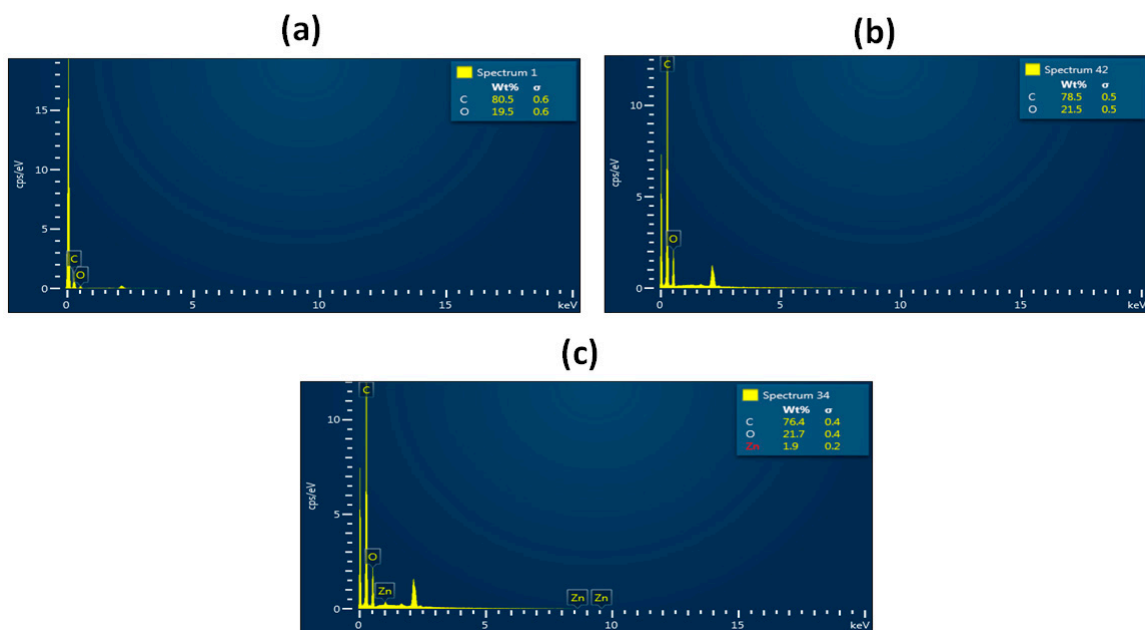 (a)
Spectrum 1
Wt% σ
C 80.5 0.6
O 19.5 0.6
cps/eV
15
10
5
0
C
O
0 5 10 15 keV
(b)
Spectrum 42
Wt% σ
C 78.5 0.5
O 21.5 0.5
cps/eV
10
5
0
C
O
0 5 10 15 keV
(c)
Spectrum 34
Wt% σ
C 76.4 0.4
O 21.7 0.4
Zn 1.9 0.2
cps/eV
10
5
0
C
O
Zn
Zn Zn
0 5 10 15 keV